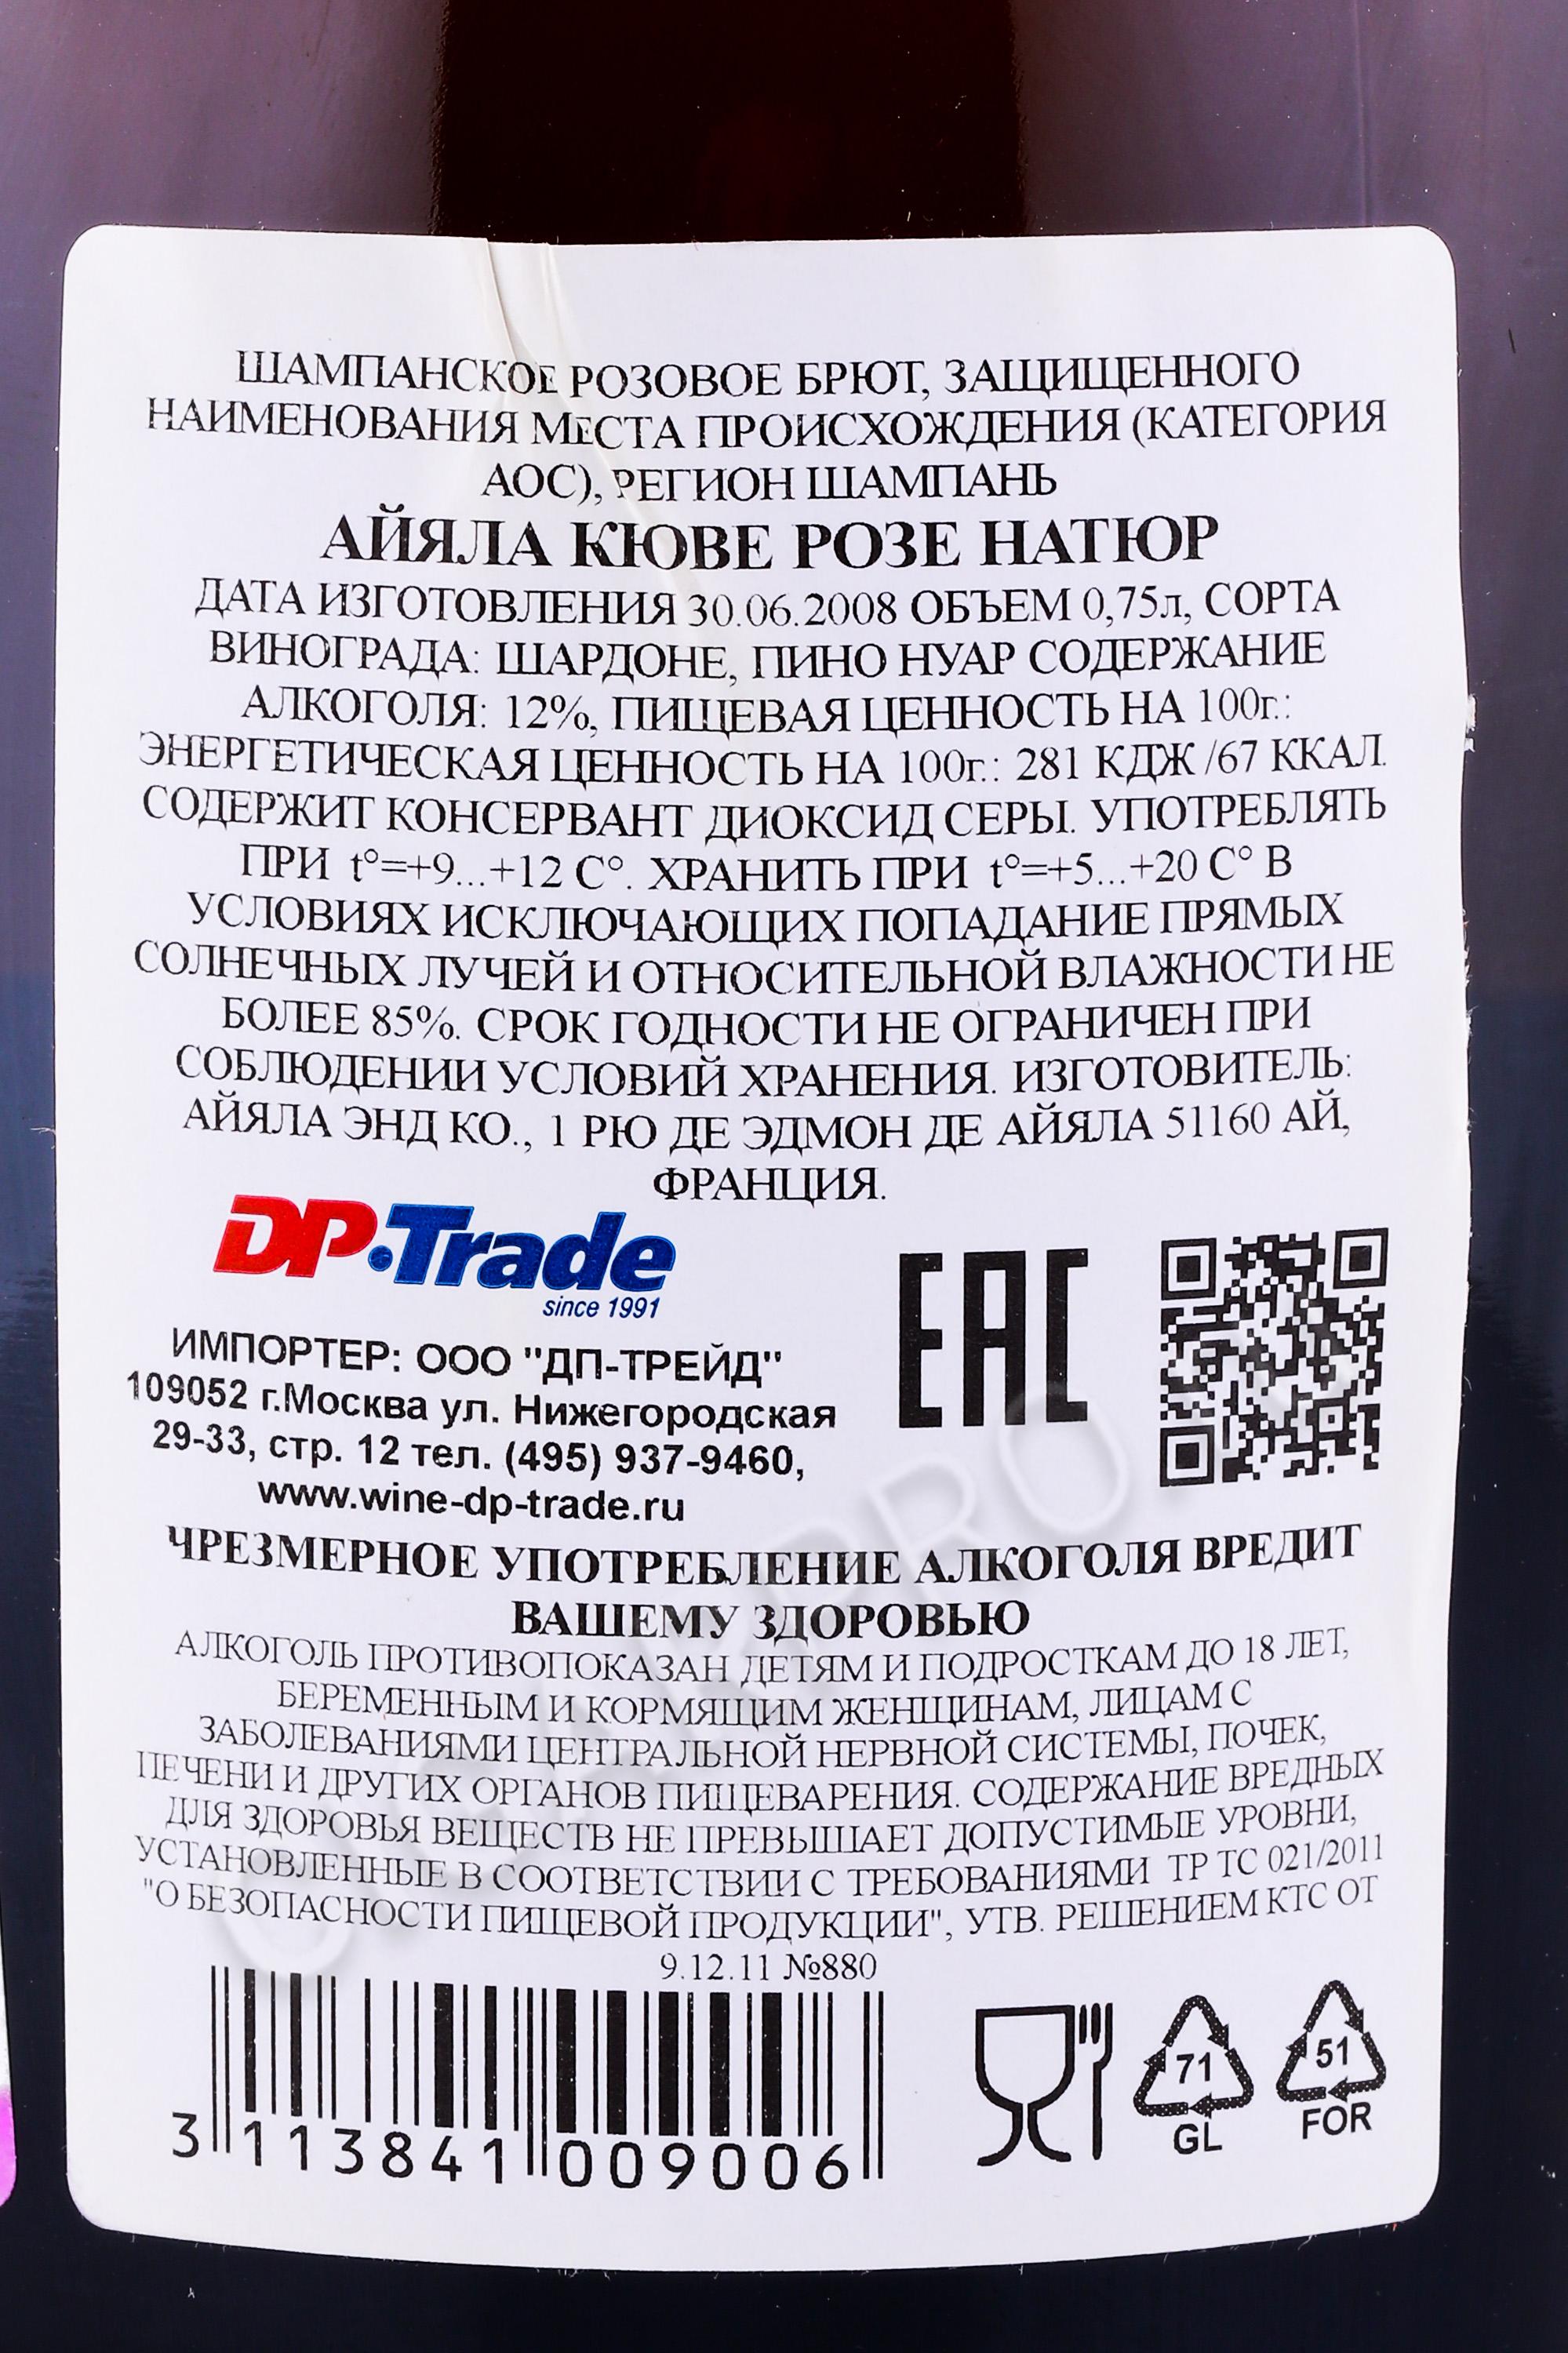 ШАМПАНСКОЕ РОЗОВОЕ БРЮТ, ЗАЩИЩЕННОГО
НАИМЕНОВАНИЯ МЕСТА ПРОИСХОЖДЕНИЯ (КАТЕГОРИЯ
АОС), РЕГИОН ШАМПАНЬ
АЙЯЛА КЮВЕ РОЗЕ НАТЮР
ДАТА ИЗГОТОВЛЕНИЯ 30.06.2008 ОБЪЕМ 0,75л, СОРТА
ВИНОГРАДА: ШАРДОНЕ, ПИНО НУАР СОДЕРЖАНИЕ
АЛКОГОЛЯ: 12%, ПИЩЕВАЯ ЦЕННОСТЬ НА 100г.:
ЭНЕРГЕТИЧЕСКАЯ ЦЕННОСТЬ НА 100г.: 281 КДЖ /67 ККАЛ.
СОДЕРЖИТ КОНСЕРВАНТ ДИОКСИД СЕРЫ. УПОТРЕБЛЯТЬ
ПРИ t°=+9...+12 С°. ХРАНИТЬ ПРИ t°=+5...+20 С° В
УСЛОВИЯХ ИСКЛЮЧАЮЩИХ ПОПАДАНИЕ ПРЯМЫХ
СОЛНЕЧНЫХ ЛУЧЕЙ И ОТНОСИТЕЛЬНОЙ ВЛАЖНОСТИ НЕ
БОЛЕЕ 85%. СРОК ГОДНОСТИ НЕ ОГРАНИЧЕН ПРИ
СОБЛЮДЕНИИ УСЛОВИЙ ХРАНЕНИЯ. ИЗГОТОВИТЕЛЬ:
АЙЯЛА ЭНД КО., 1 РЮ ДЕ ЭДМОН ДЕ АЙЯЛА 51160 АЙ,
ФРАНЦИЯ.
DP.Trade
since 1991
EAC
ИМПОРТЕР: ООО "ДП-ТРЕЙД"
109052 г.Москва ул. Нижегородская
29-33, стр. 12 тел. (495) 937-9460,
www.wine-dp-trade.ru
ЧРЕЗМЕРНОЕ УПОТРЕБЛЕНИЕ АЛКОГОЛЯ ВРЕДИТ
ВАШЕМУ ЗДОРОВЬЮ
АЛКОГОЛЬ ПРОТИВОПОКАЗАН ДЕТЯМ И ПОДРОСТКАМ ДО 18 ЛЕТ,
БЕРЕМЕННЫМ И КОРМЯЩИМ ЖЕНЩИНАМ, ЛИЦАМ С
ЗАБОЛЕВАНИЯМИ ЦЕНТРАЛЬНОЙ НЕРВНОЙ СИСТЕМЫ, ПОЧЕК,
ПЕЧЕНИ И ДРУГИХ ОРГАНОВ ПИЩЕВАРЕНИЯ. СОДЕРЖАНИЕ ВРЕДНЫХ
ДЛЯ ЗДОРОВЬЯ ВЕЩЕСТВ НЕ ПРЕВЫШАЕТ ДОПУСТИМЫЕ УРОВНИ,
УСТАНОВЛЕННЫЕ В СООТВЕТСТВИИ С ТРЕБОВАНИЯМИ ТР ТС 021/2011
"О БЕЗОПАСНОСТИ ПИЩЕВОЙ ПРОДУКЦИИ", УТВ. РЕШЕНИЕМ КТС ОТ
9.12.11 №880
3 113841 009006
71
GL
51
FOR